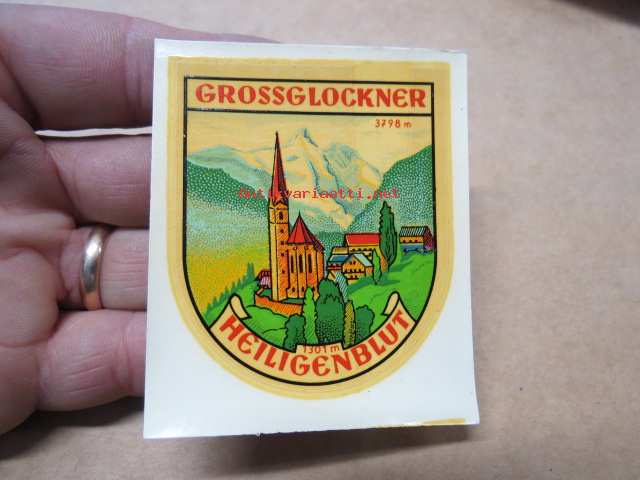 GROSSGLOCKNER
3798 m
antikvariaatti.net
1301 m
HEILIGENBLUT